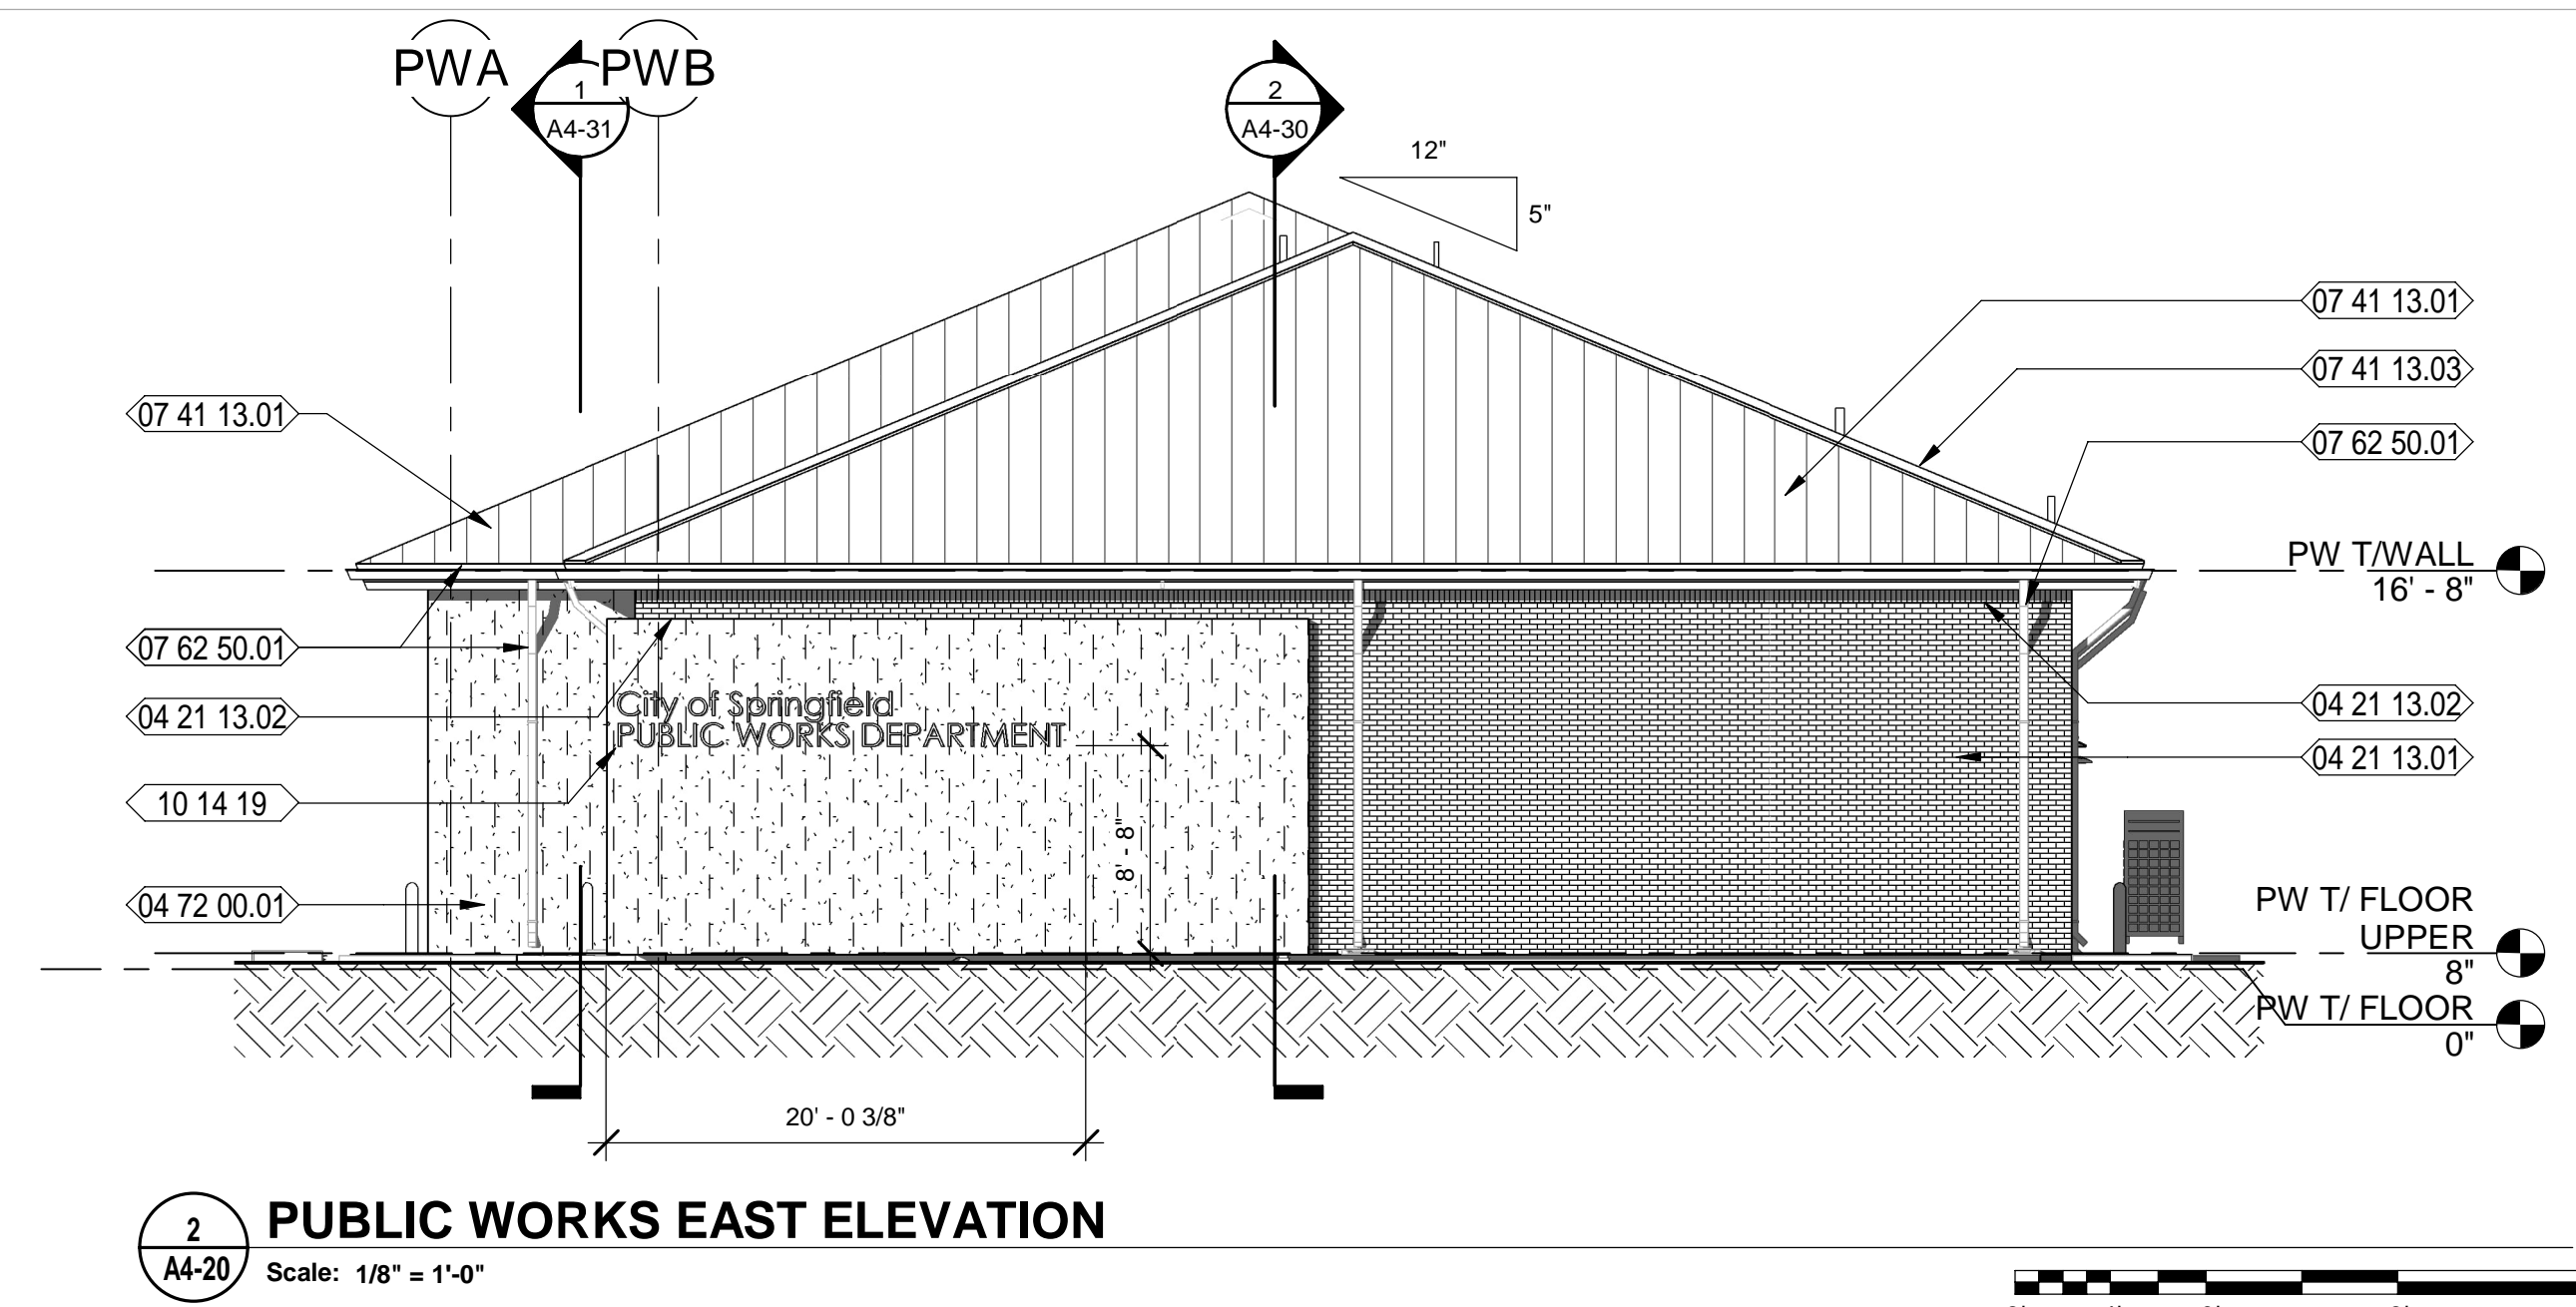 PWA
1
A4-31
PWB
2
A4-30
12"
5"
07 41 13.01
07 41 13.03
07 62 50.01
07 41 13.01
PW T/WALL
16' - 8"
07 62 50.01
04 21 13.02
10 14 19
04 72 00.01
City of Springfield
PUBLIC WORKS DEPARTMENT
8' - 8"
04 21 13.02
04 21 13.01
PW T/ FLOOR
UPPER
8"
PW T/ FLOOR
0"
20' - 0 3/8"
2
A4-20
PUBLIC WORKS EAST ELEVATION
Scale: 1/8" = 1'-0"